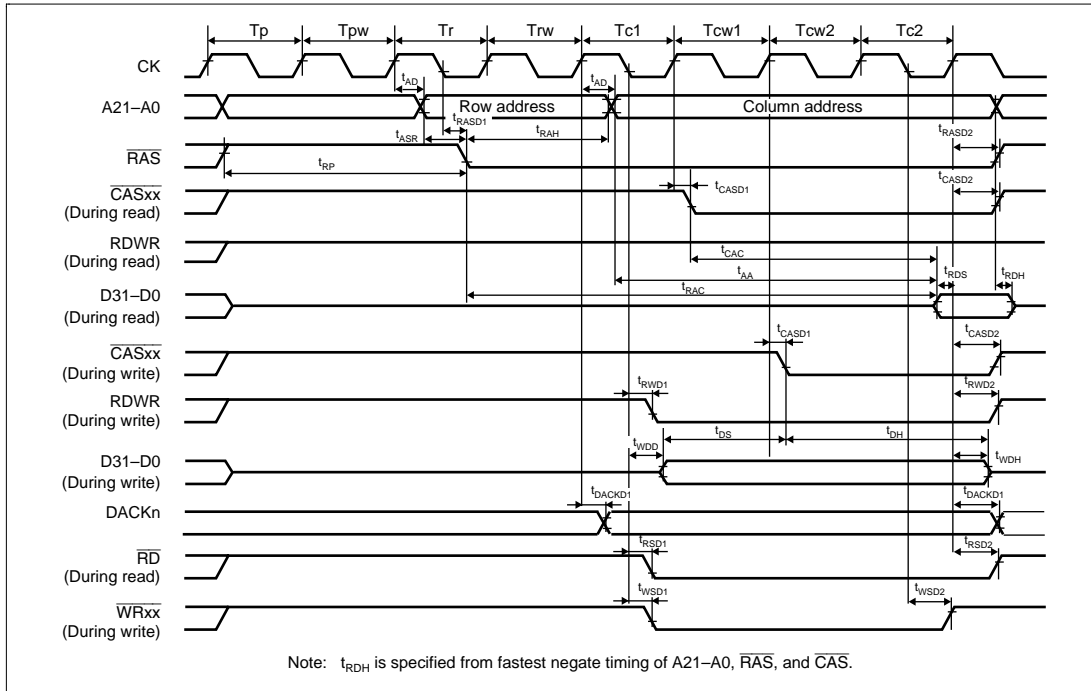 Tp Tpw Tr Trw Tc1 Tcw1 Tcw2 Tc2
CK
tAD tAD
A21–A0 Row address Column address
tRASD1
tASR tRAH tRASD2
RAS
tRP
tCASD2
CASxx
(During read)
tCASD1
RDWR
(During read)
tCAC
tAA tRDS tRDH
tRAC
D31–D0
(During read)
tCASD1 tCASD2
CASxx
(During write)
tRWD1 tRWD2
RDWR
(During write)
tDS tDH
tWDD tWDH
D31–D0
(During write)
tDACKD1 tDACKD1
DACKn
tRSD1 tRSD2
RD
(During read)
tWSD1 tWSD2
WRxx
(During write)
Note: tRDH is specified from fastest negate timing of A21–A0, RAS, and CAS.